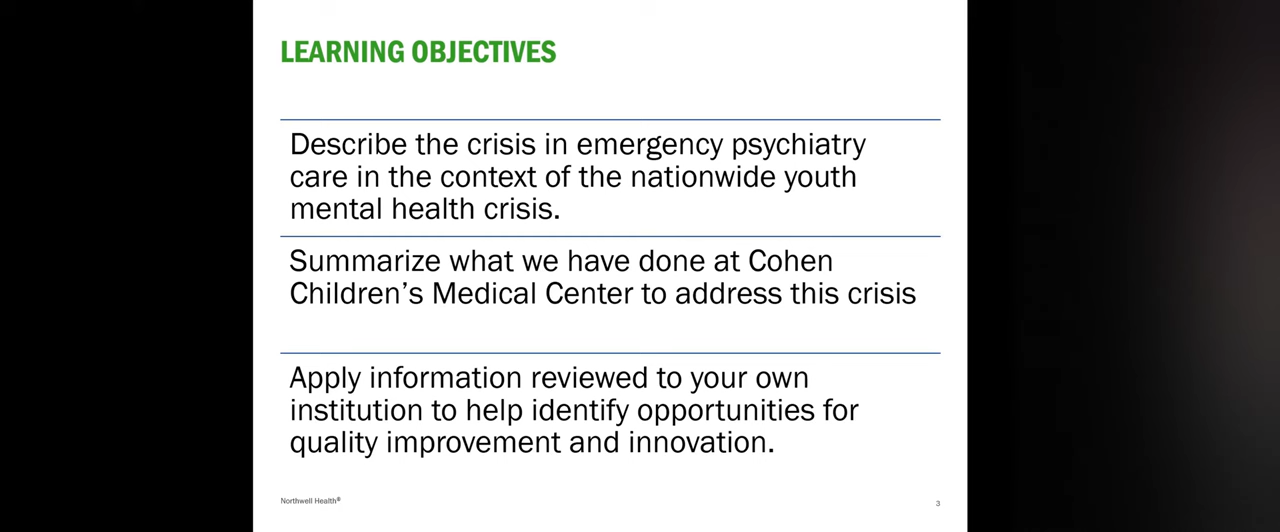 LEARNING OBJECTIVES
Describe the crisis in emergency psychiatry
care in the context of the nationwide youth
mental health crisis.
Summarize what we have done at Cohen
Children’s Medical Center to address this crisis
Apply information reviewed to your own
institution to help identify opportunities for
quality improvement and innovation.
Northwell Health®
3